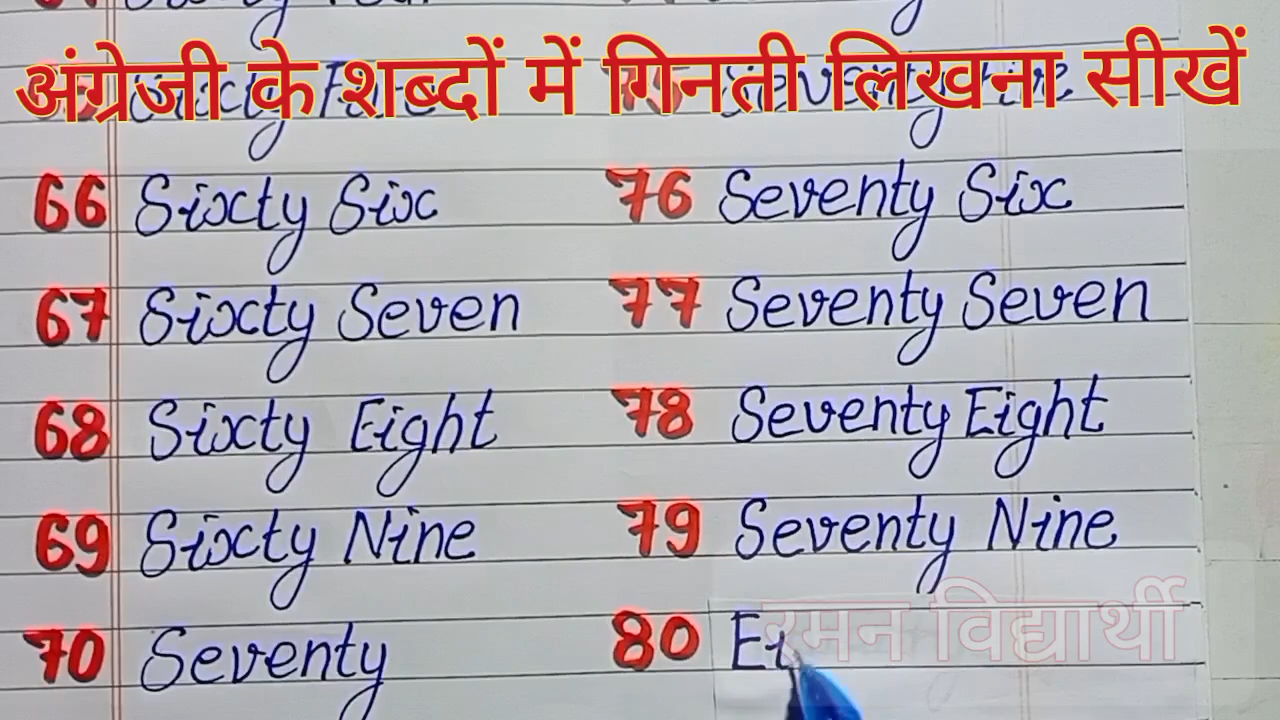 अंग्रेजी के शब्दों में गिनती लिखना सीखें
66 Sixty Six 76 Seventy Six
67 Sixty Seven 77 Seventy Seven
68 Sixty Eight 78 Seventy Eight
69 Sixty Nine 79 Seventy Nine
70 Seventy 80 Ei
रमन विद्यार्थी